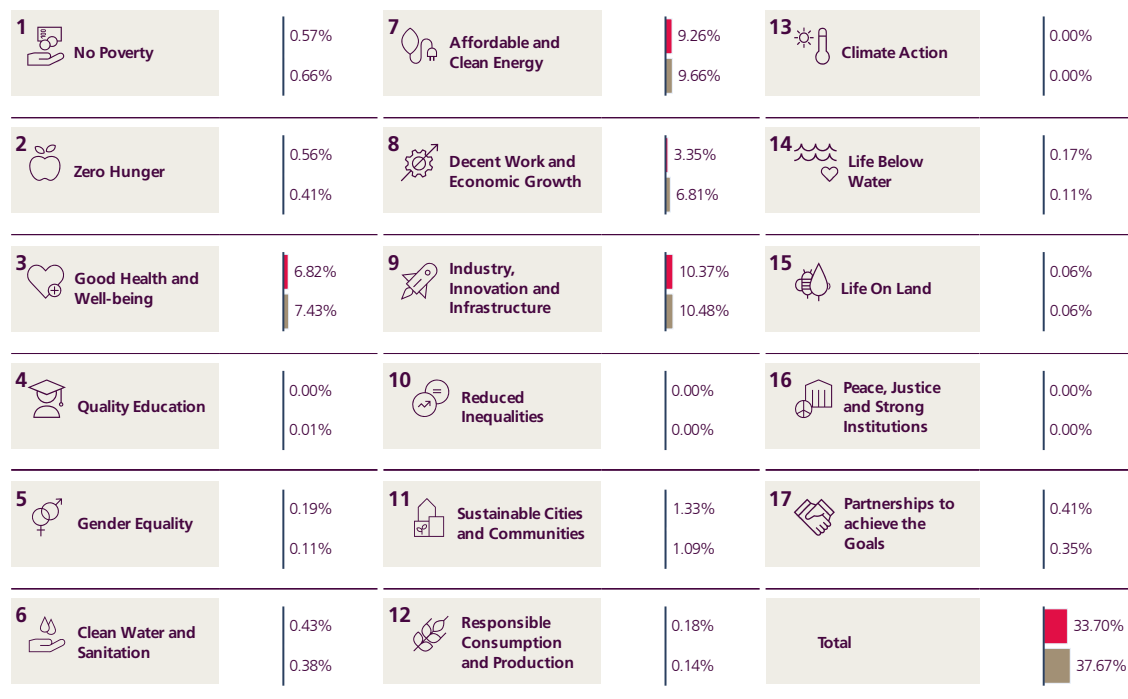 1
No Poverty
0.57%
0.66%
2
Zero Hunger
0.56%
0.41%
3
Good Health and
Well-being
6.82%
7.43%
4
Quality Education
0.00%
0.01%
5
Gender Equality
0.19%
0.11%
6
Clean Water and
Sanitation
0.43%
0.38%
7
Affordable and
Clean Energy
9.26%
9.66%
8
Decent Work and
Economic Growth
3.35%
6.81%
9
Industry,
Innovation and
Infrastructure
10.37%
10.48%
10
Reduced
Inequalities
0.00%
0.00%
11
Sustainable Cities
and Communities
1.33%
1.09%
12
Responsible
Consumption
and Production
0.18%
0.14%
13
Climate Action
0.00%
0.00%
14
Life Below
Water
0.17%
0.11%
15
Life On Land
0.06%
0.06%
16
Peace, Justice
and Strong
Institutions
0.00%
0.00%
17
Partnerships to
achieve the
Goals
0.41%
0.35%
Total
33.70%
37.67%